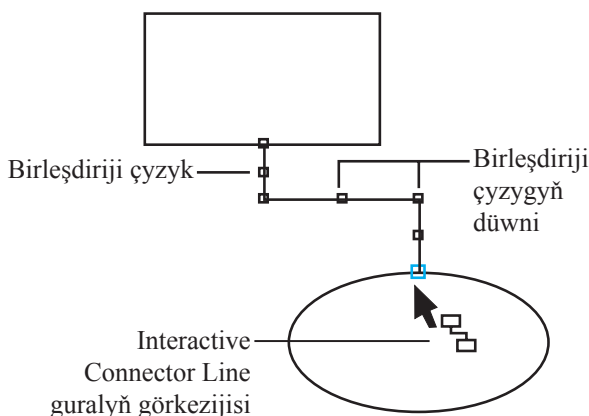 Birleşdiriji çyzyk
Birleşdiriji
çyzygyň
düwni
Interactive
Connector Line
guralyň görkezijisi